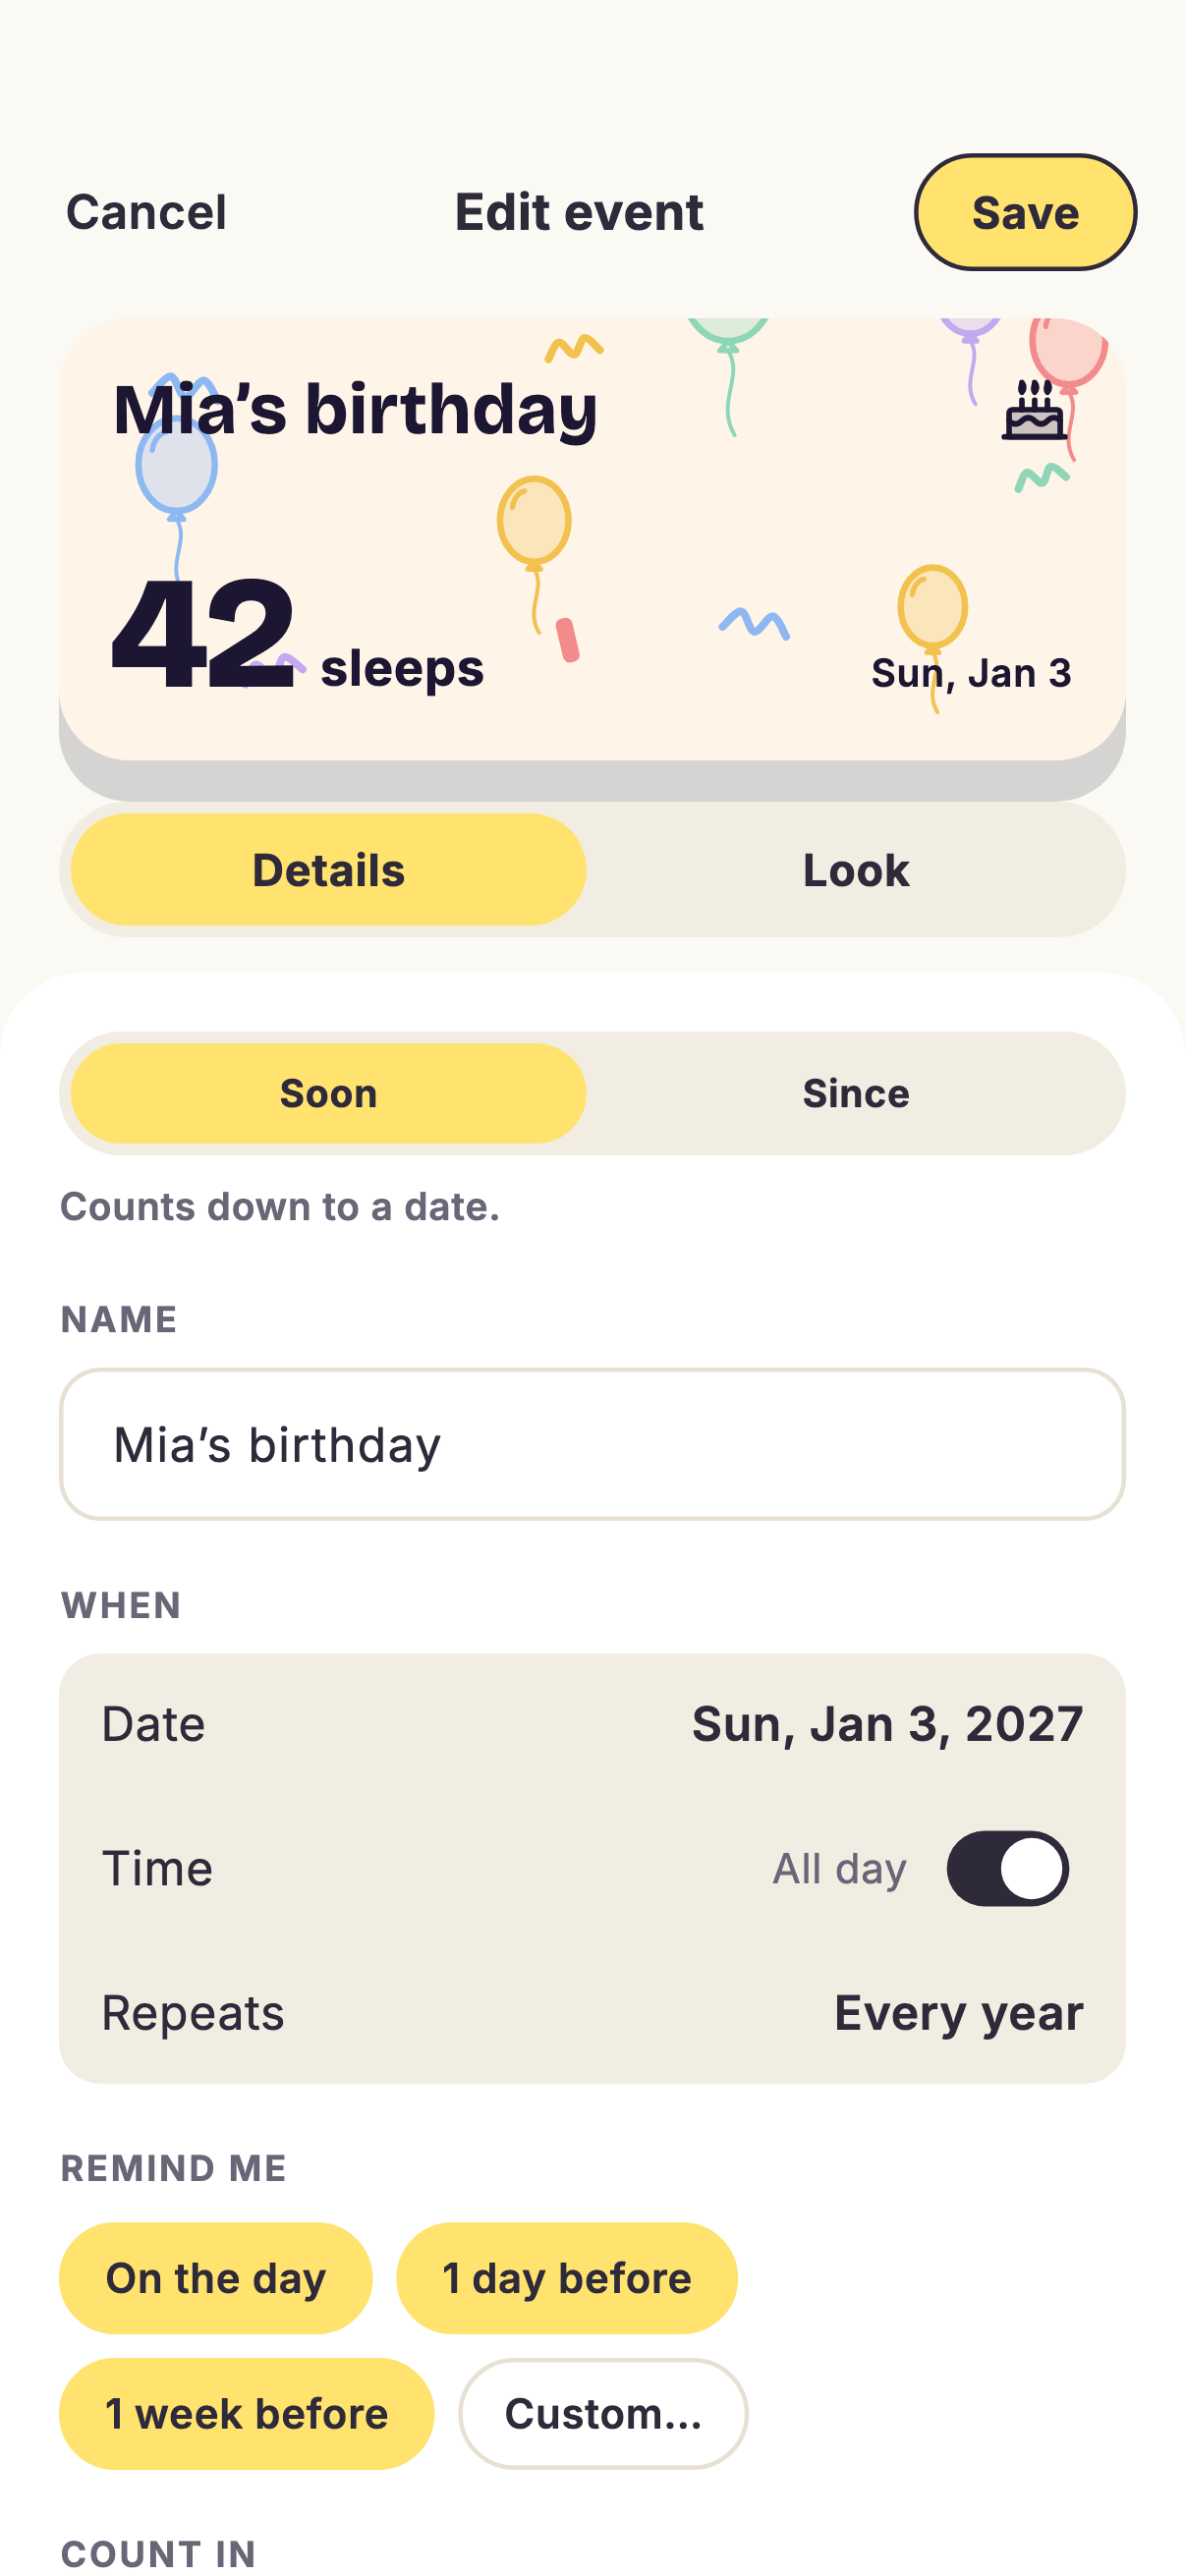 Cancel
Edit event
Save
Mia’s birthday
42 sleeps
Sun, Jan 3
Details
Look
Soon
Since
Counts down to a date.
NAME
Mia’s birthday
WHEN
Date
Sun, Jan 3, 2027
Time
All day
Repeats
Every year
REMIND ME
On the day
1 day before
1 week before
Custom...
COUNT IN